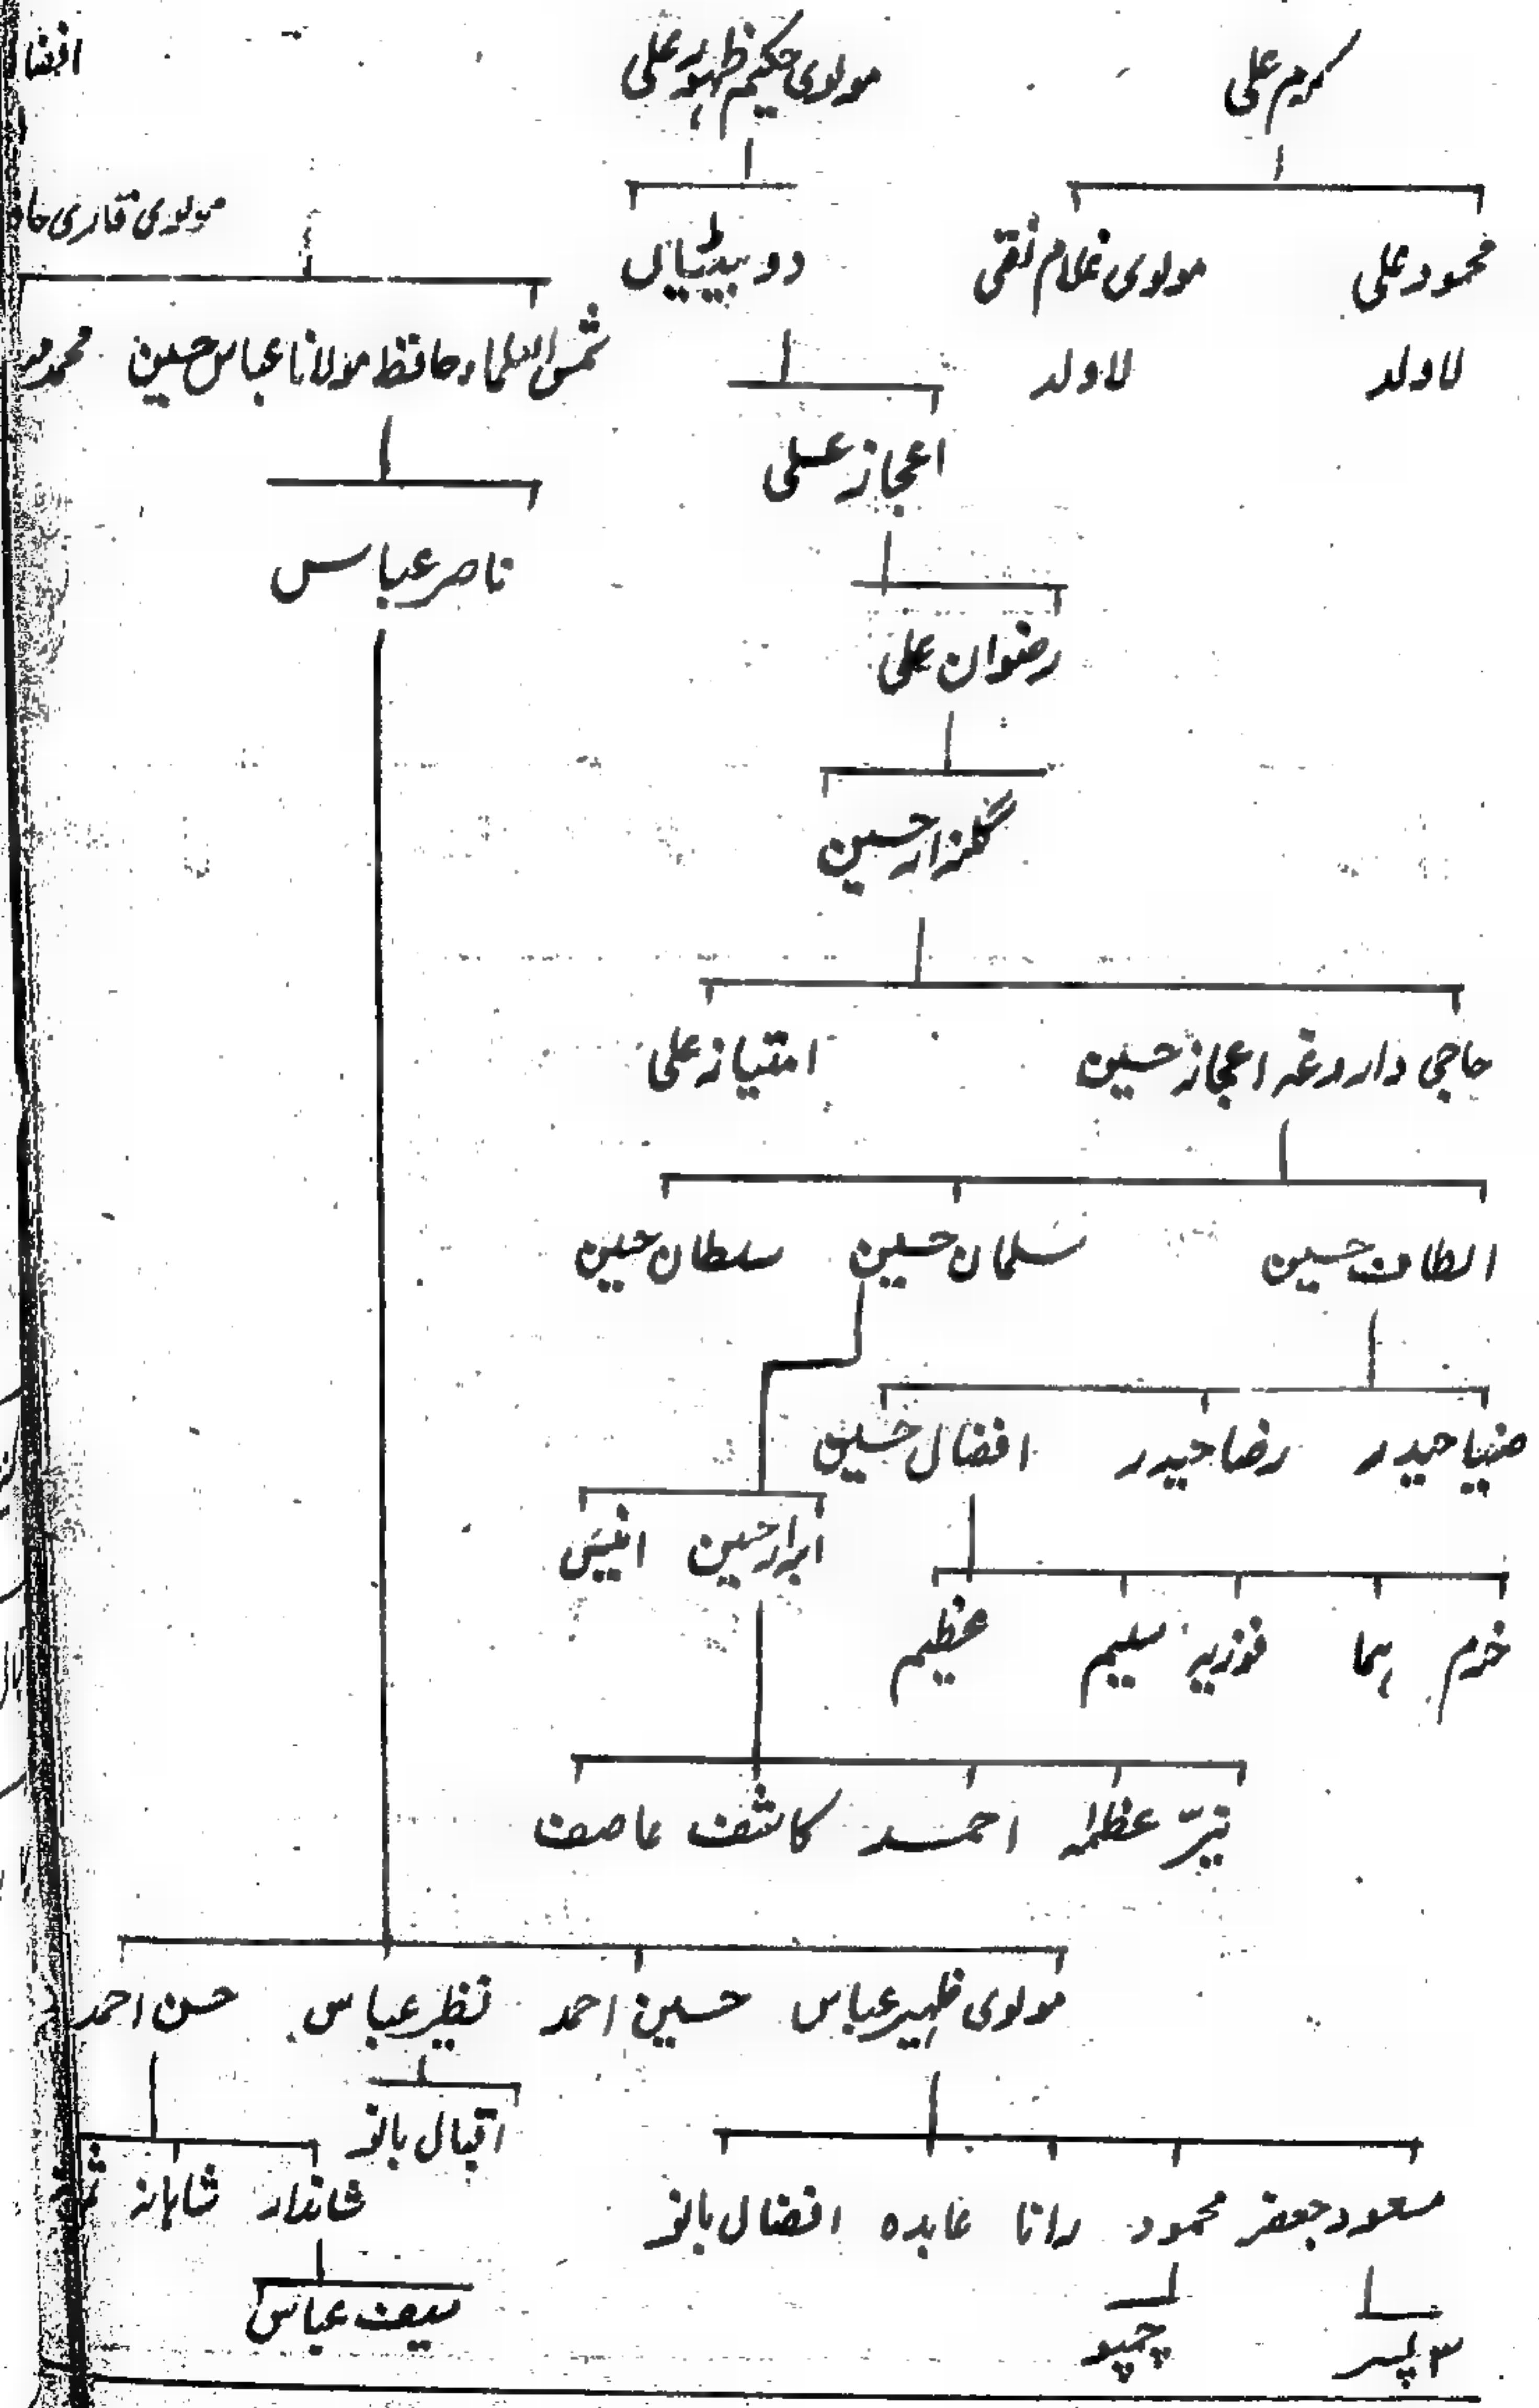 کرم علی مولوی حکیم ظہور علی
مولوی قاری
محمود علی مولوی غلام نقی دو بیٹیاں
لاولد لاولد شمس العلماء حافظ مولانا عباس حسین محمد
اعجاز علی
ناصر عباس
رضوان علی
گلزار حسین
حاجی داروغہ اعجاز حسین امتیاز علی
الطاف حسین سلمان حسین سلطان حسین
ضیا حیدر رضا حیدر افضال حسین
ابرار حسین انیس
خرم ہما فوزیہ سلیم عظیم
نیّر عظمہ احمد کاشف عاصف
مولوی ظہیر عباس حسین احمد نظیر عباس حسن احمد
اقبال بانو
مسعود جعفر محمود رانا عابدہ افضال بانو شاندار شاہانہ
۳ پسر چمپو سیف عباس